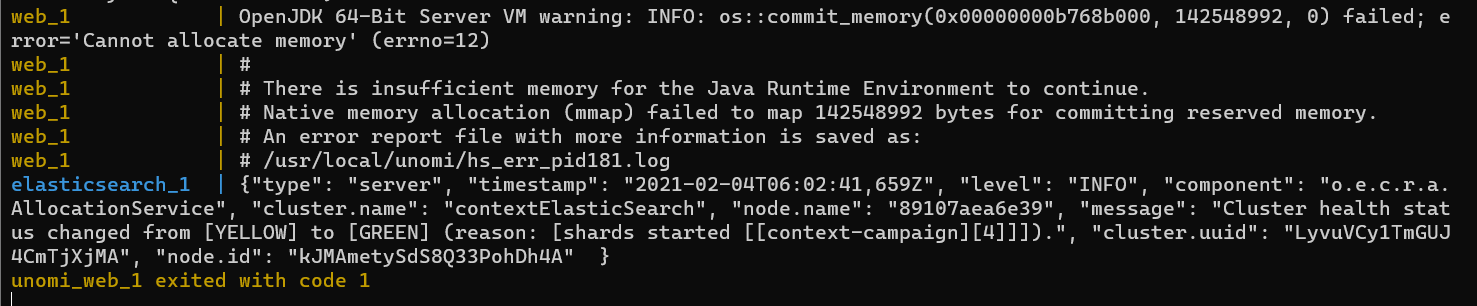 web_1 | OpenJDK 64-Bit Server VM warning: INFO: os::commit_memory(0x00000000b768b000, 142548992, 0) failed; e
rror='Cannot allocate memory' (errno=12)
web_1 | #
web_1 | # There is insufficient memory for the Java Runtime Environment to continue.
web_1 | # Native memory allocation (mmap) failed to map 142548992 bytes for committing reserved memory.
web_1 | # An error report file with more information is saved as:
web_1 | # /usr/local/unomi/hs_err_pid181.log
elasticsearch_1 | {"type": "server", "timestamp": "2021-02-04T06:02:41,659Z", "level": "INFO", "component": "o.e.c.r.a.
AllocationService", "cluster.name": "contextElasticSearch", "node.name": "89107aea6e39", "message": "Cluster health stat
us changed from [YELLOW] to [GREEN] (reason: [shards started [[context-campaign][4]]]).", "cluster.uuid": "LyvuVCy1TmGUJ
4CmTjXjMA", "node.id": "kJMAmetySdS8Q33PohDh4A"  }
unomi_web_1 exited with code 1